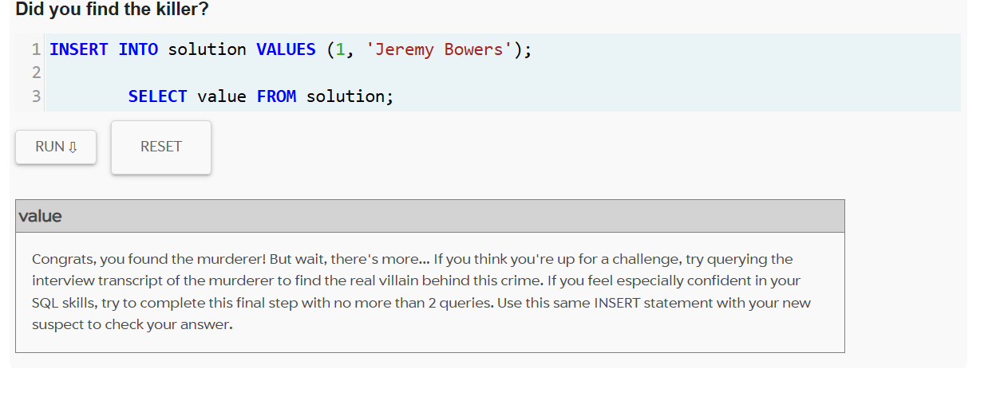 Did you find the killer?
1 INSERT INTO solution VALUES (1, 'Jeremy Bowers');
2
3 SELECT value FROM solution;
RUN ⇩ RESET
value
Congrats, you found the murderer! But wait, there's more... If you think you're up for a challenge, try querying the
interview transcript of the murderer to find the real villain behind this crime. If you feel especially confident in your
SQL skills, try to complete this final step with no more than 2 queries. Use this same INSERT statement with your new
suspect to check your answer.